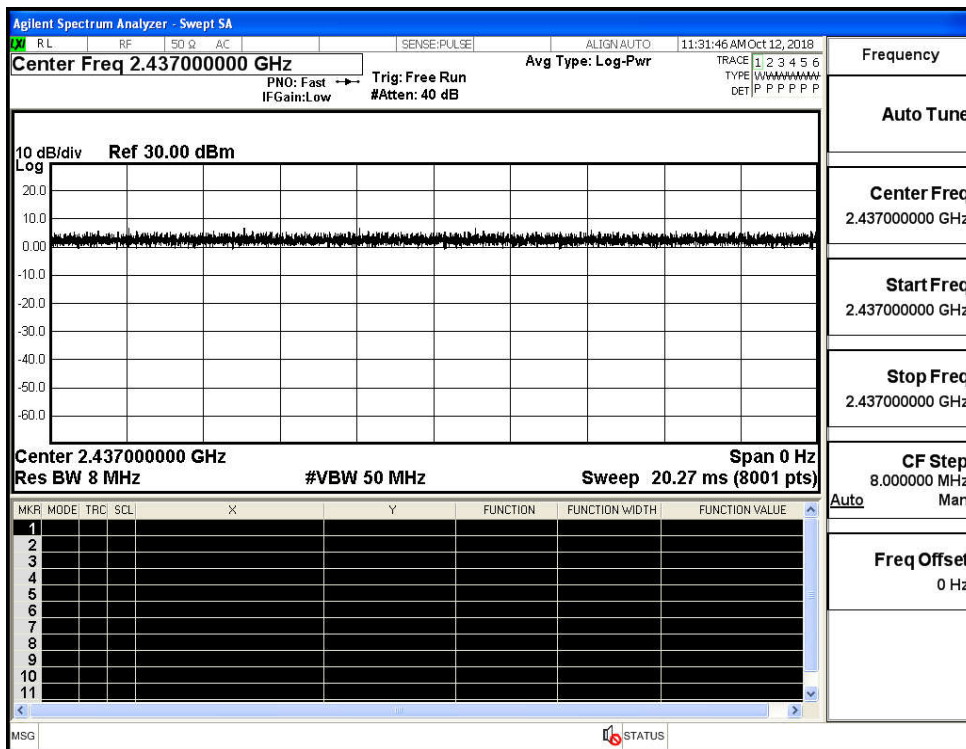 Agilent Spectrum Analyzer - Swept SA
LXI RL RF 50 Ω AC SENSE:PULSE ALIGN AUTO 11:31:46 AM Oct 12, 2018
Center Freq 2.437000000 GHz
PNO: Fast
IFGain:Low
Trig: Free Run
#Atten: 40 dB
Avg Type: Log-Pwr
TRACE 1 2 3 4 5 6
TYPE WWWWWW
DET P P P P P P
10 dB/div Ref 30.00 dBm
Log
20.0
10.0
0.00
-10.0
-20.0
-30.0
-40.0
-50.0
-60.0
Center 2.437000000 GHz Span 0 Hz
Res BW 8 MHz #VBW 50 MHz Sweep 20.27 ms (8001 pts)
MKR MODE TRC SCL X Y FUNCTION FUNCTION WIDTH FUNCTION VALUE
1
2
3
4
5
6
7
8
9
10
11
MSG STATUS
Frequency
Auto Tune
Center Freq
2.437000000 GHz
Start Freq
2.437000000 GHz
Stop Freq
2.437000000 GHz
CF Step
8.000000 MHz
Auto Man
Freq Offset
0 Hz